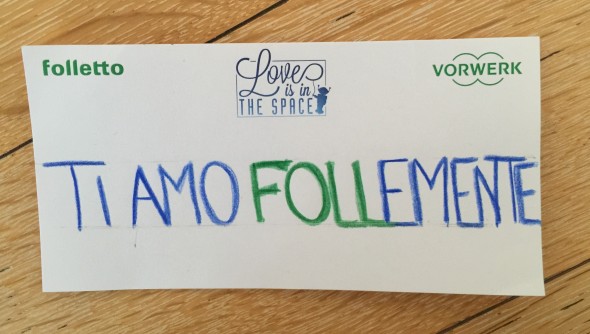 folletto
Love
is in
THE SPACE
VORWERK
TI AMO FOLLEMENTE